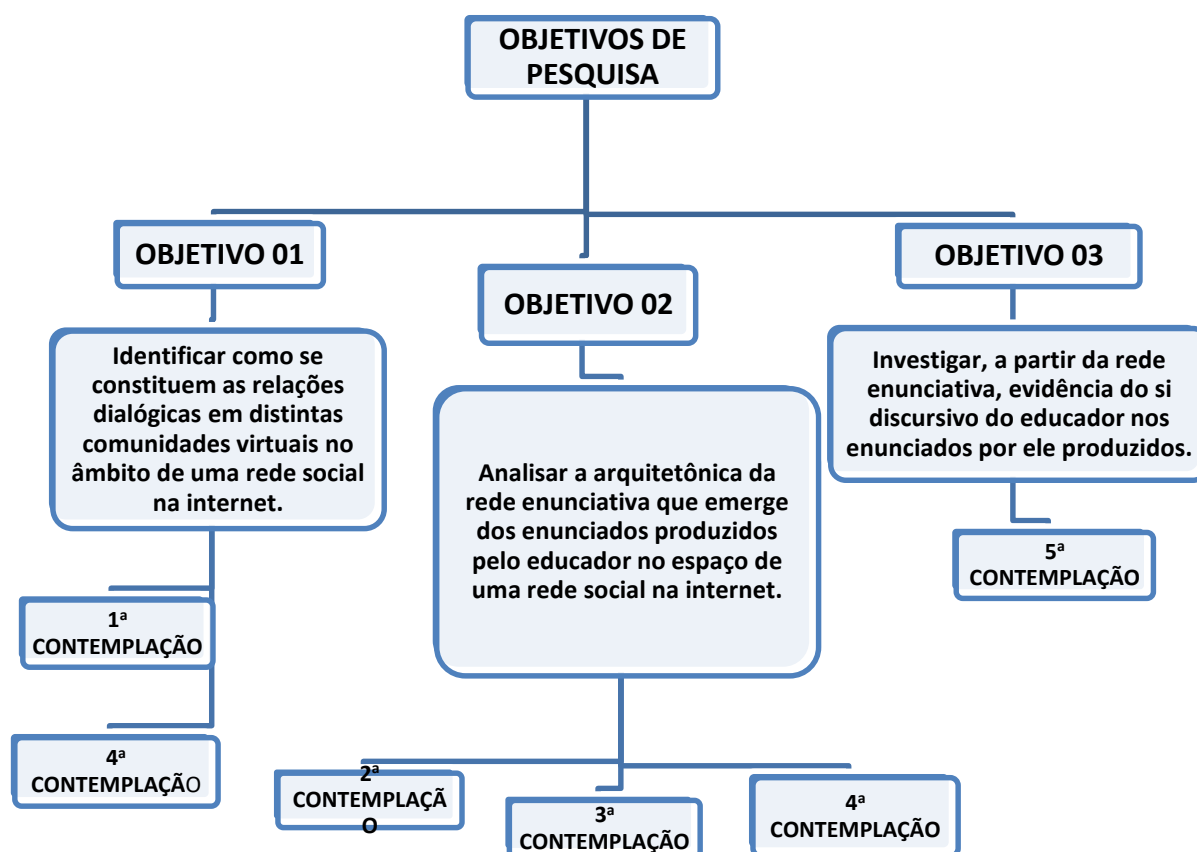 OBJETIVOS DE
PESQUISA
OBJETIVO 01
OBJETIVO 02
OBJETIVO 03
Identificar como se
constituem as relações
dialógicas em distintas
comunidades virtuais no
âmbito de uma rede social
na internet.
Analisar a arquitetônica da
rede enunciativa que emerge
dos enunciados produzidos
pelo educador no espaço de
uma rede social na internet.
Investigar, a partir da rede
enunciativa, evidência do si
discursivo do educador nos
enunciados por ele produzidos.
1ª
CONTEMPLAÇÃO
4ª
CONTEMPLAÇÃO
2ª
CONTEMPLAÇÃ
O
3ª
CONTEMPLAÇÃO
4ª
CONTEMPLAÇÃO
5ª
CONTEMPLAÇÃO